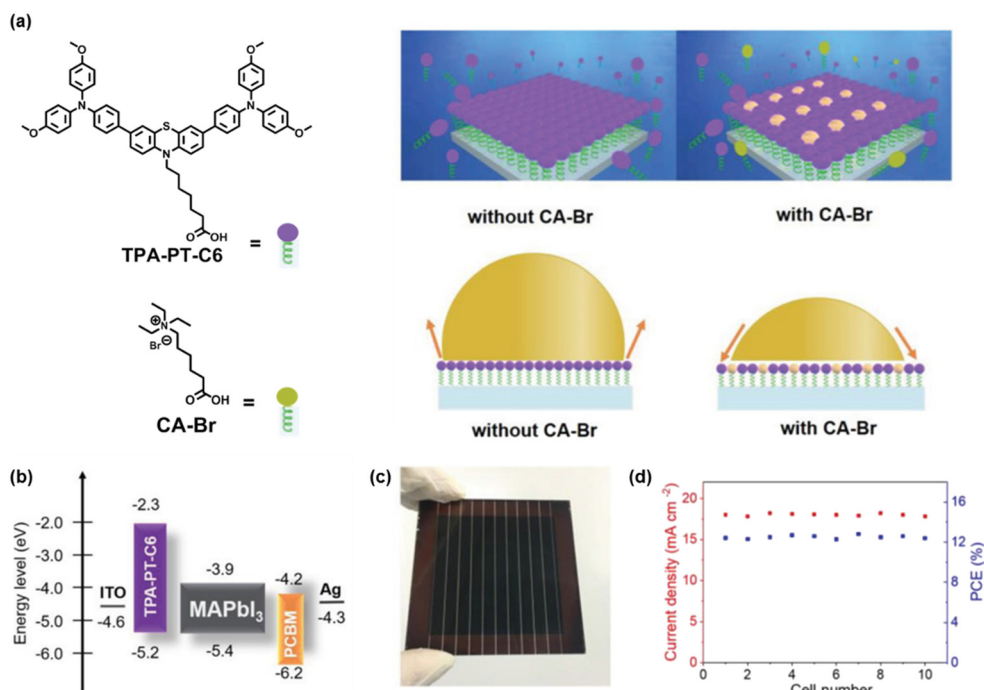 (a)
O
O
N
N
O
O
S
N
O
OH
TPA-PT-C6
=
N
⊕
Br
⊖
O
OH
CA-Br
=
without CA-Br
with CA-Br
without CA-Br
with CA-Br
(b)
Energy level (eV)
-2.0
-3.0
-4.0
-5.0
-6.0
ITO
-4.6
-2.3
TPA-PT-C6
-5.2
-3.9
MAPbI3
-5.4
-4.2
PCBM
-6.2
Ag
-4.3
(c)
(d)
Current density (mA cm⁻²)
20
15
10
5
0
0 2 4 6 8 10
Cell number
16
12
8
4
0
PCE (%)